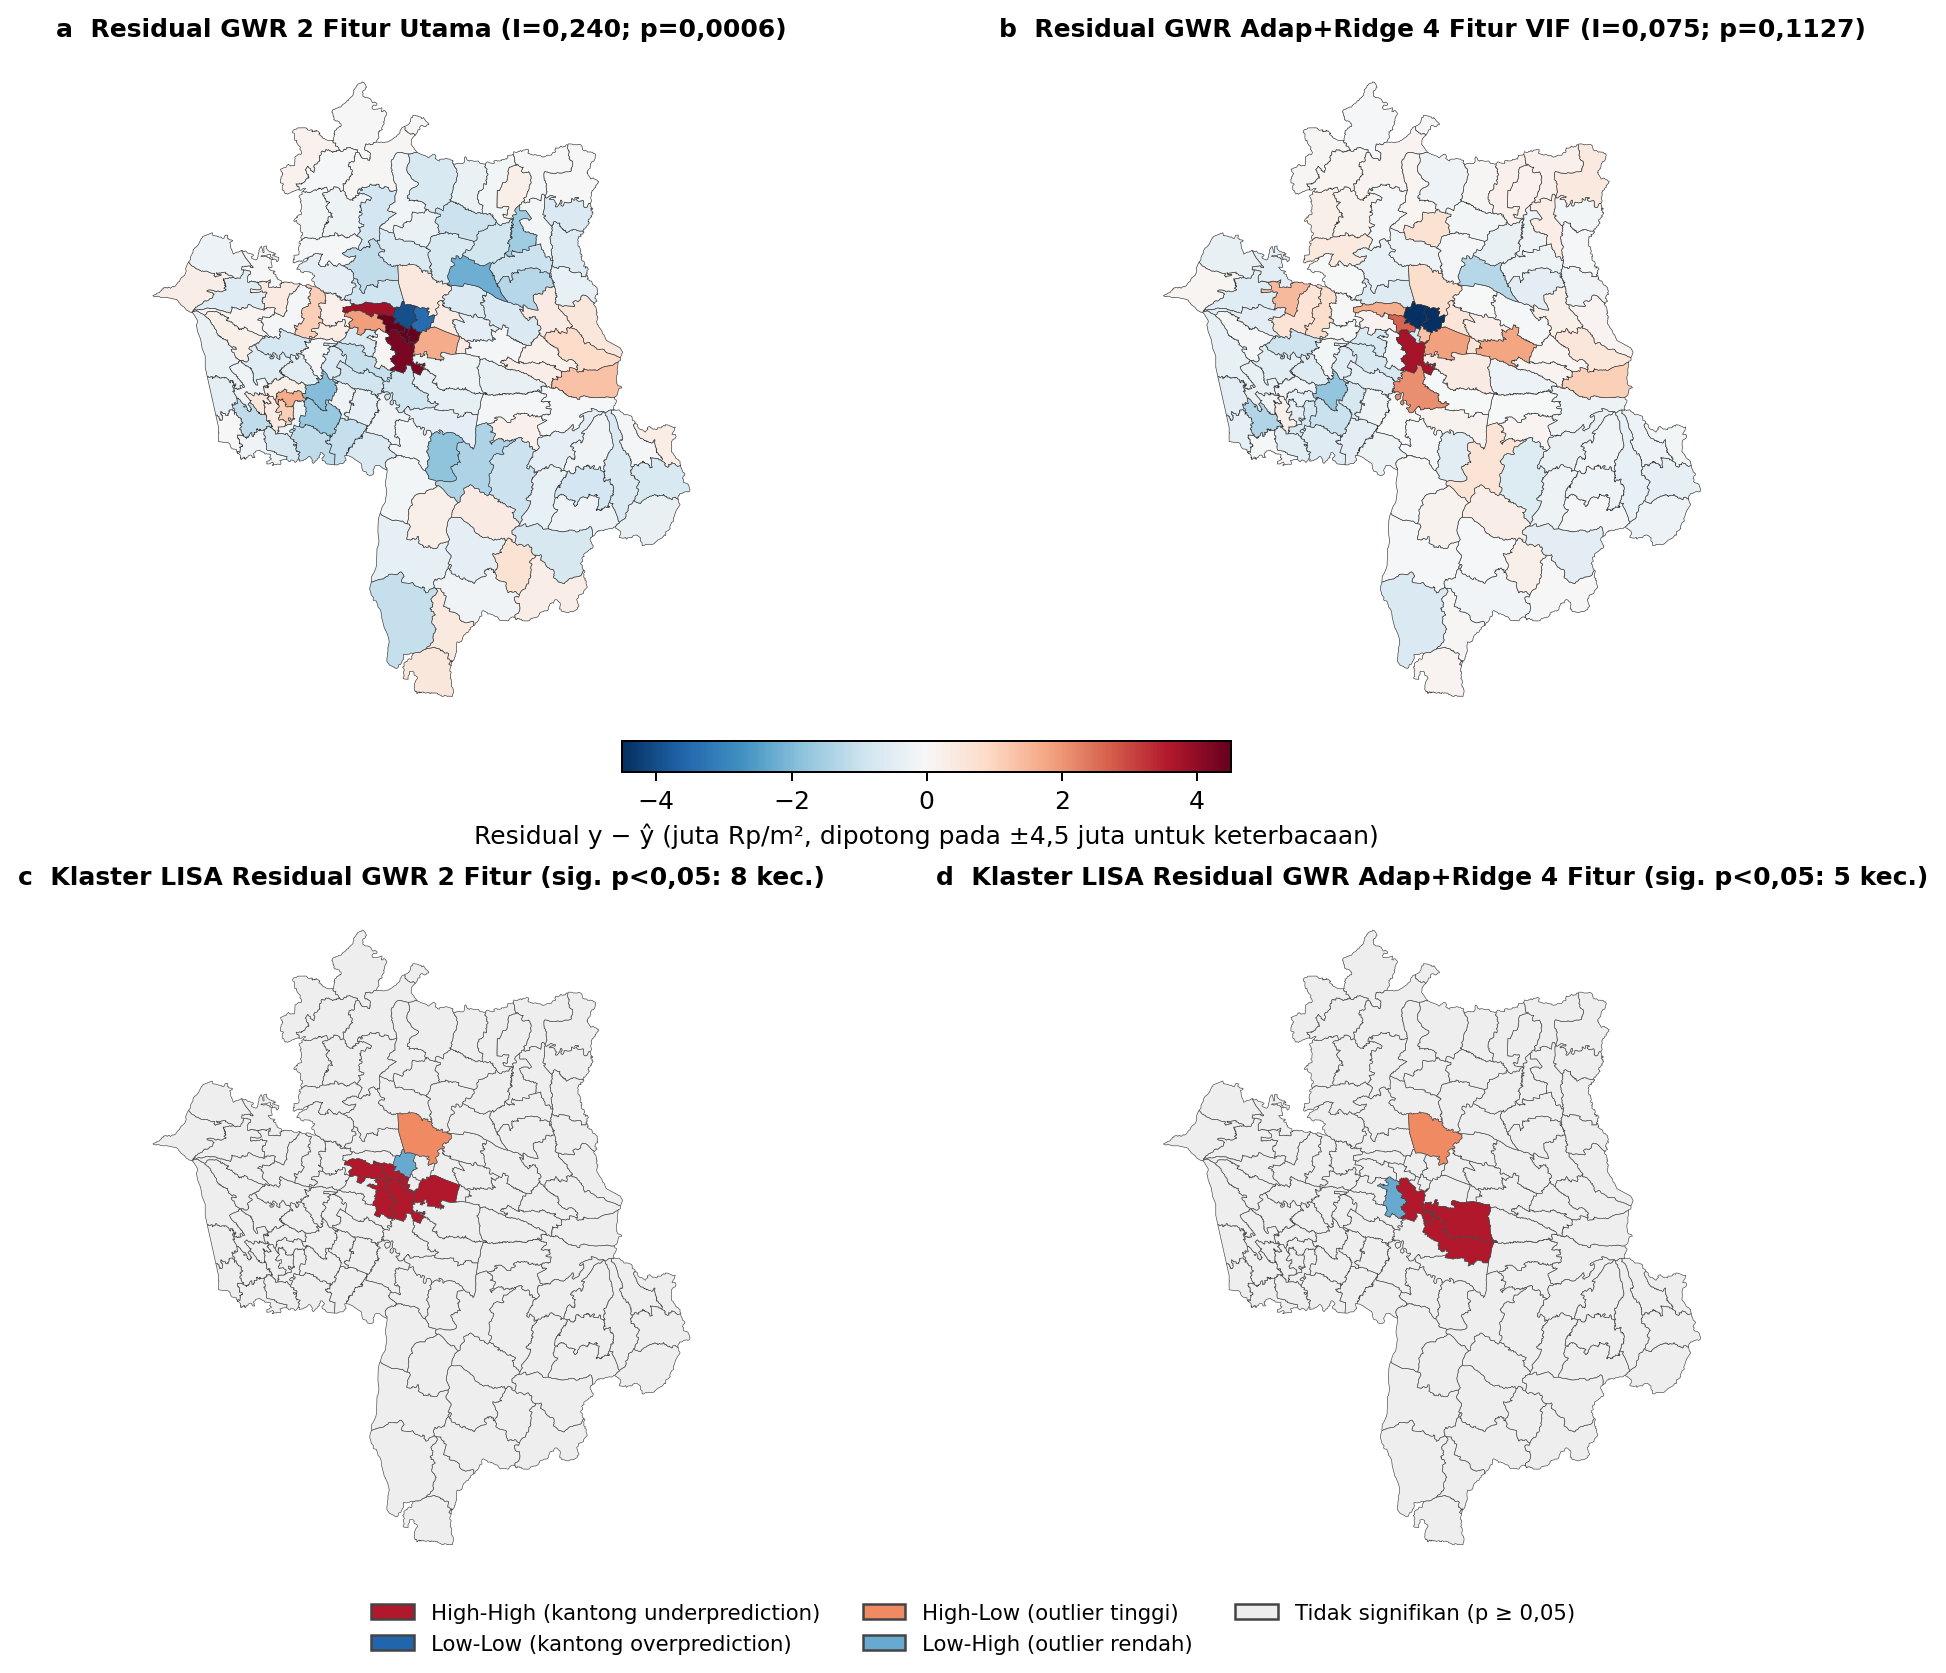 a  Residual GWR 2 Fitur Utama (I=0,240; p=0,0006)
b  Residual GWR Adap+Ridge 4 Fitur VIF (I=0,075; p=0,1127)
−4
−2
0
2
4
Residual y − ŷ (juta Rp/m², dipotong pada ±4,5 juta untuk keterbacaan)
c  Klaster LISA Residual GWR 2 Fitur (sig. p<0,05: 8 kec.)
d  Klaster LISA Residual GWR Adap+Ridge 4 Fitur (sig. p<0,05: 5 kec.)
High-High (kantong underprediction)
Low-Low (kantong overprediction)
High-Low (outlier tinggi)
Low-High (outlier rendah)
Tidak signifikan (p ≥ 0,05)